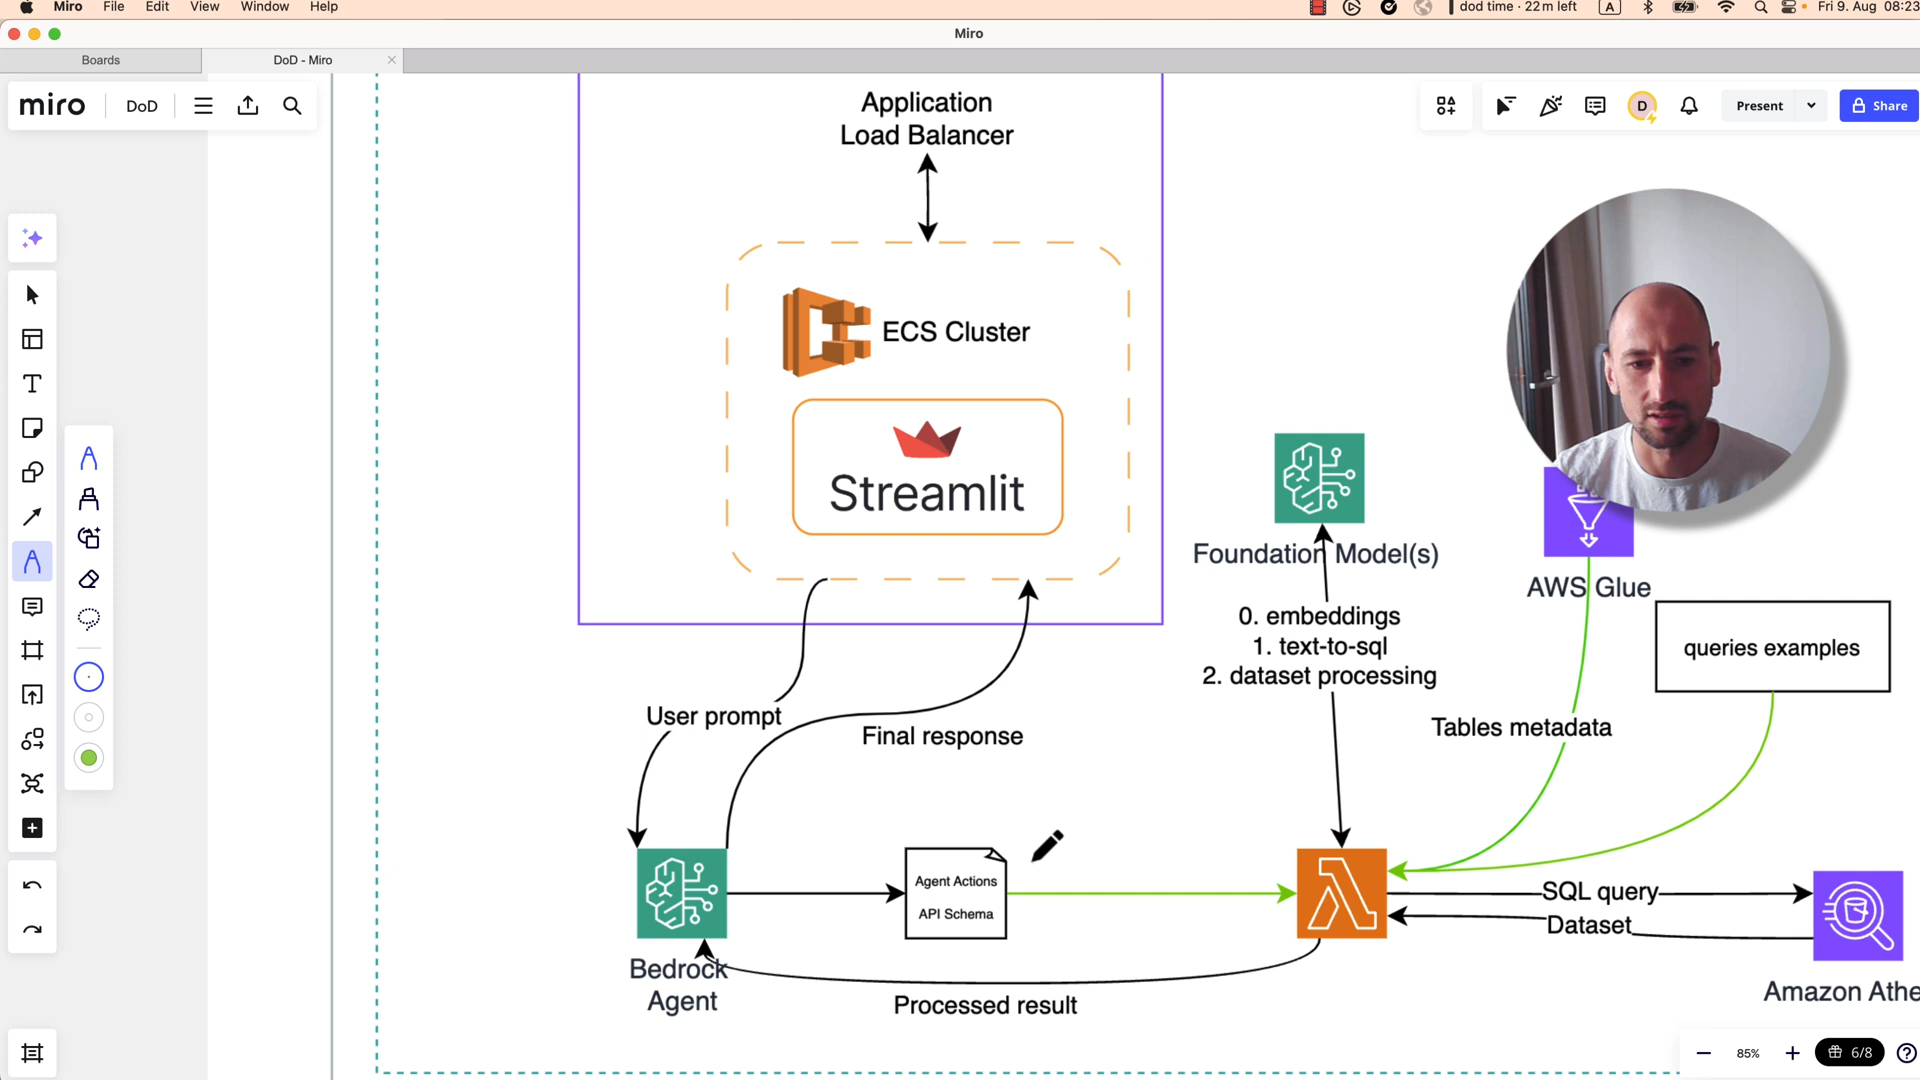 Miro File Edit View Window Help
dod time · 22 m left A Fri 9. Aug 08:23
Miro
Boards
DoD - Miro
miro DoD
D Present Share
Application
Load Balancer
ECS Cluster
Streamlit
Foundation Model(s)
AWS Glue
0. embeddings
1. text-to-sql
2. dataset processing
queries examples
User prompt
Final response
Tables metadata
Agent Actions
API Schema
SQL query
Dataset
Bedrock
Agent
Processed result
Amazon Athe
85%
6/8